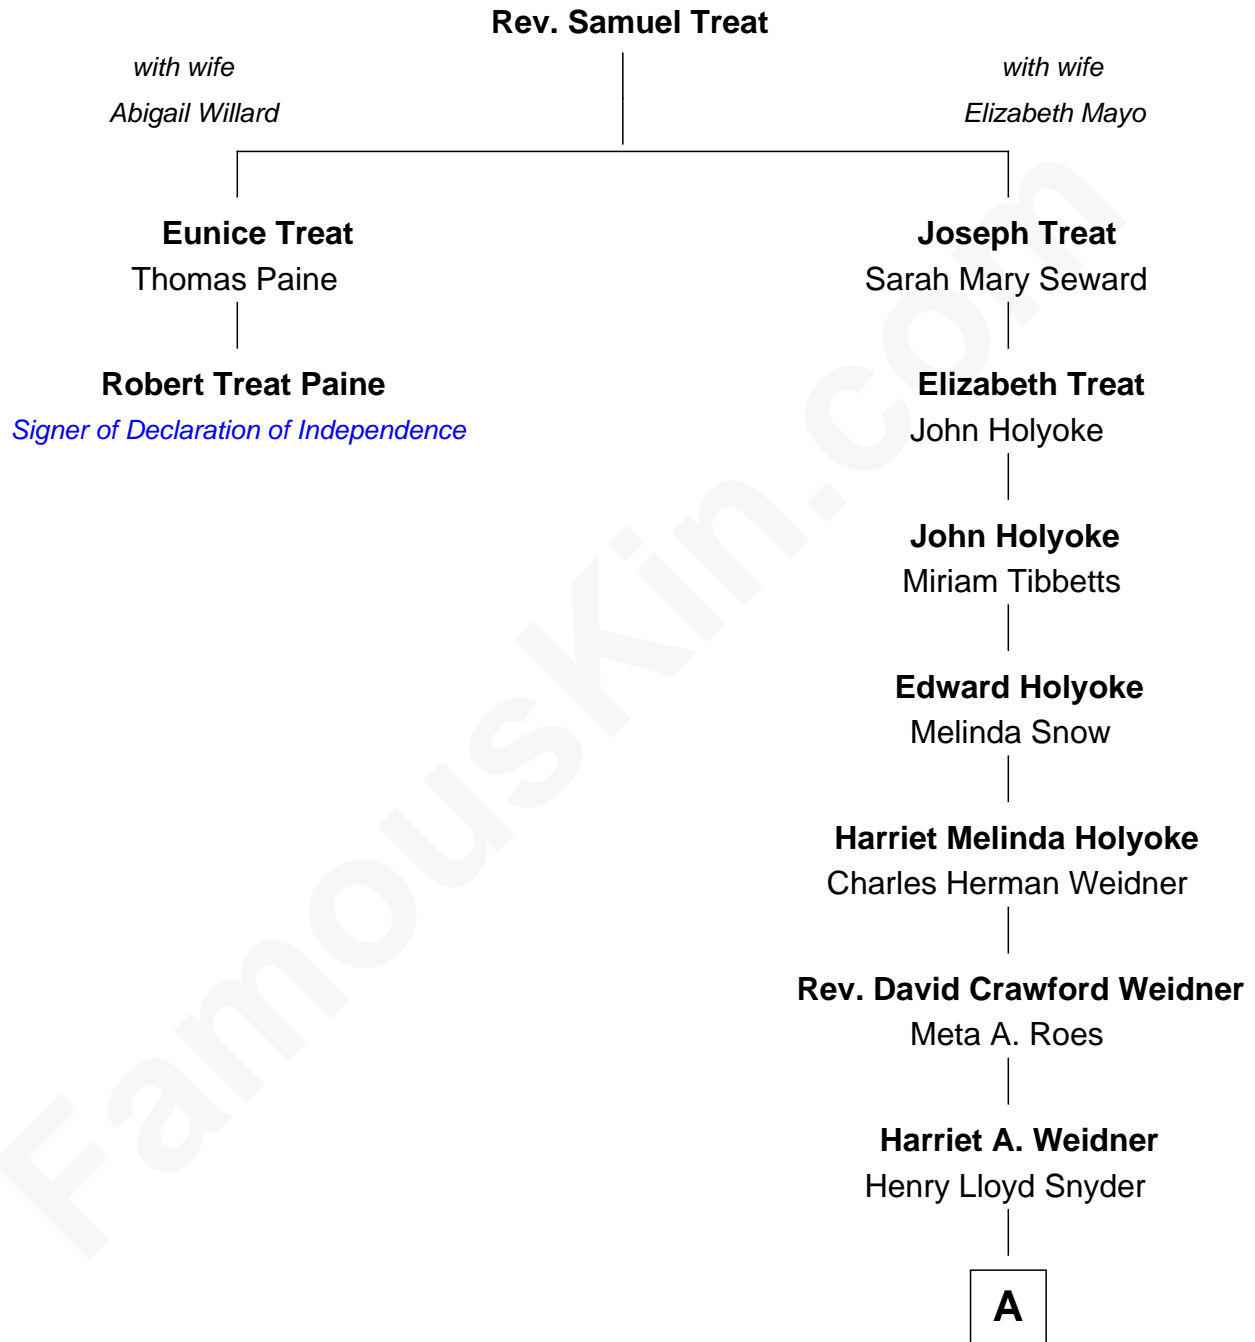 Rev. Samuel Treat
with wife
Abigail Willard
with wife
Elizabeth Mayo
Eunice Treat
Thomas Paine
Robert Treat Paine
Signer of Declaration of Independence
Joseph Treat
Sarah Mary Seward
Elizabeth Treat
John Holyoke
John Holyoke
Miriam Tibbetts
Edward Holyoke
Melinda Snow
Harriet Melinda Holyoke
Charles Herman Weidner
Rev. David Crawford Weidner
Meta A. Roes
Harriet A. Weidner
Henry Lloyd Snyder
A
FamousKin.com